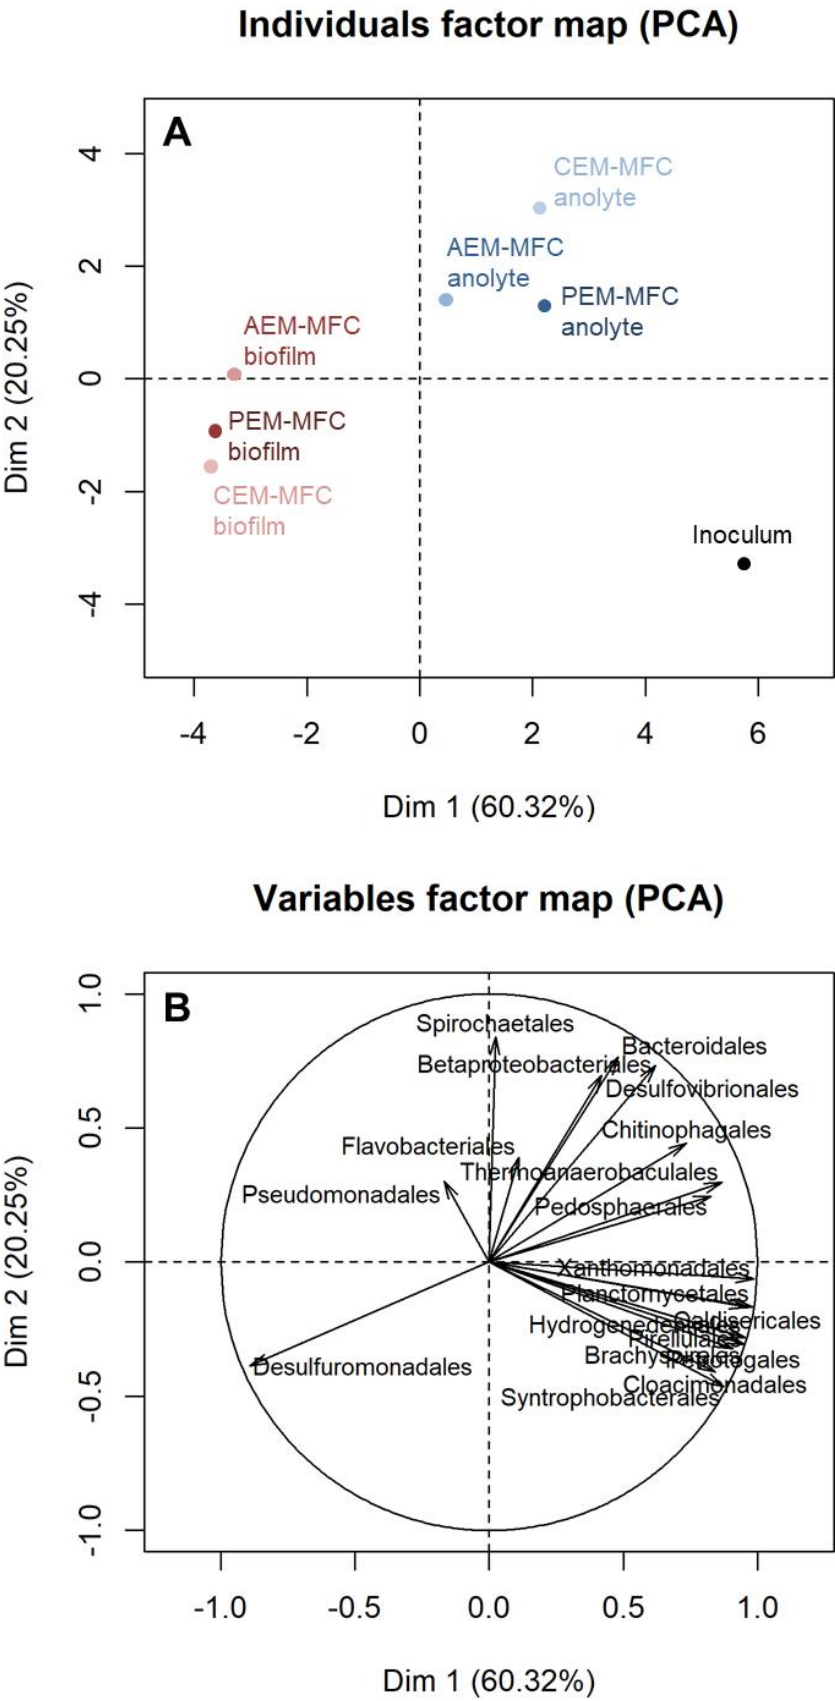 Individuals factor map (PCA)
A
4
2
0
-2
-4
Dim 2 (20.25%)
CEM-MFC
anolyte
AEM-MFC
anolyte
PEM-MFC
anolyte
AEM-MFC
biofilm
PEM-MFC
biofilm
CEM-MFC
biofilm
Inoculum
-4 -2 0 2 4 6
Dim 1 (60.32%)
Variables factor map (PCA)
B
1.0
0.5
0.0
-0.5
-1.0
Dim 2 (20.25%)
Spirochaetales
Bacteroidales
Betaproteobacteriales
Desulfovibrionales
Chitinophagales
Flavobacteriales
Thermoanaerobaculales
Pseudomonadales
Pedosphaerales
Xanthomonadales
Planctomycetales
Caldisericales
Hydrogenedentiales
Pirellulales
Brachyspirales
Petrotogales
Desulfuromonadales
Cloacimonadales
Syntrophobacterales
-1.0 -0.5 0.0 0.5 1.0
Dim 1 (60.32%)